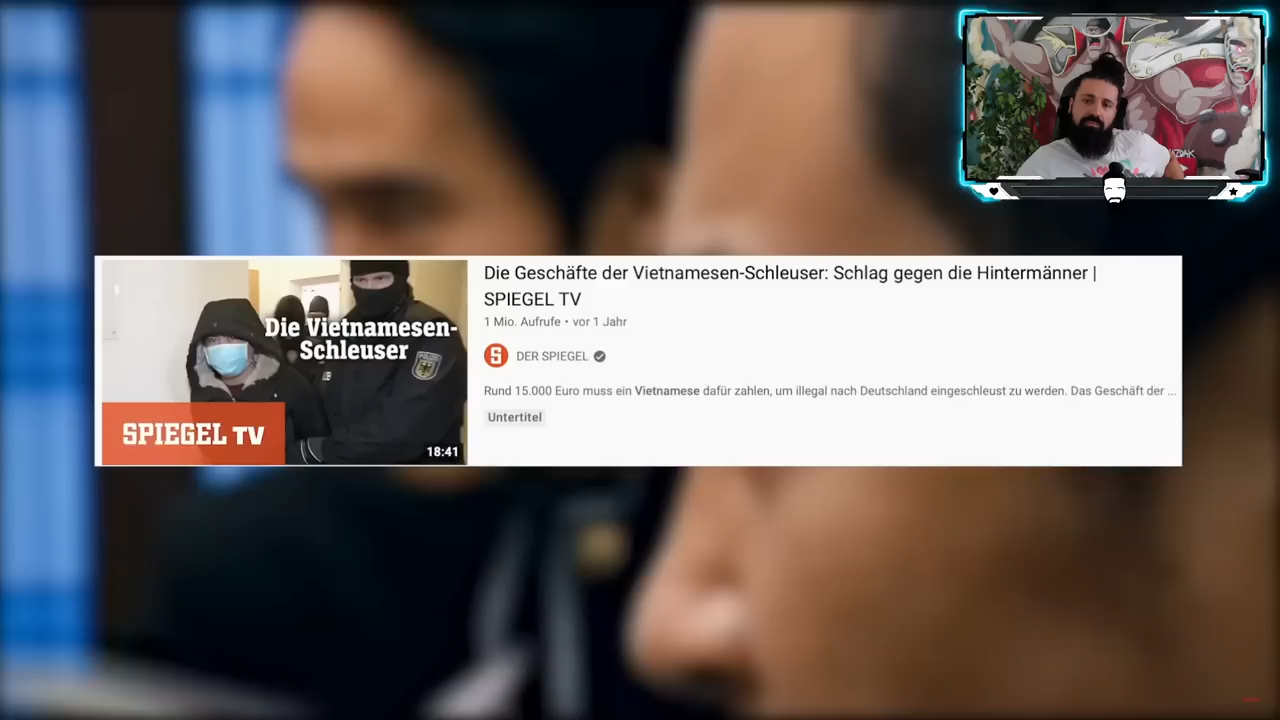 Die Geschäfte der Vietnamesen-Schleuser: Schlag gegen die Hintermänner |
SPIEGEL TV
1 Mio. Aufrufe • vor 1 Jahr
S DER SPIEGEL
Rund 15.000 Euro muss ein Vietnamese dafür zahlen, um illegal nach Deutschland eingeschleust zu werden. Das Geschäft der ...
Untertitel
Die Vietnamesen-
Schleuser
POLIZEI
SPIEGEL TV
18:41